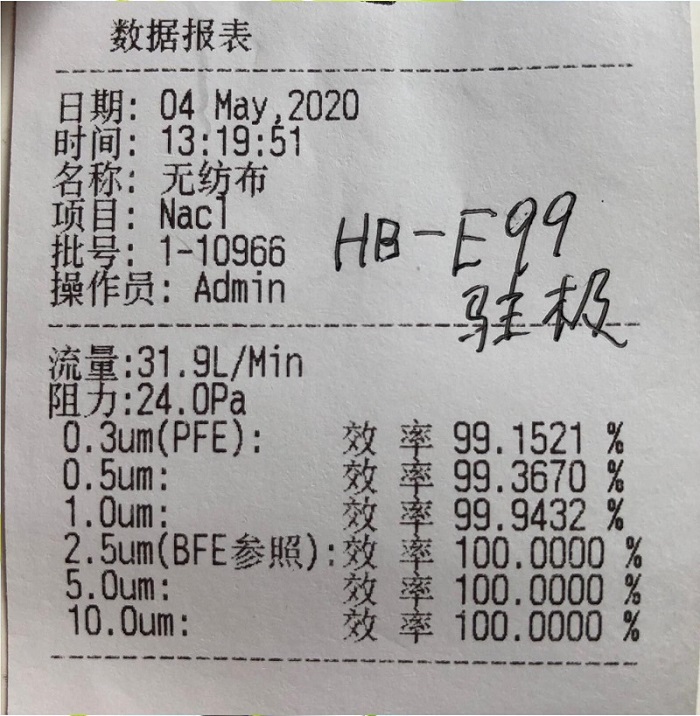 数据报表
日期: 04 May,2020
时间: 13:19:51
名称: 无纺布
项目: Nacl
批号: 1-10966
操作员: Admin
HB-E99
驻极
流量:31.9L/Min
阻力:24.0Pa
0.3um(PFE): 效 率 99.1521 %
0.5um: 效 率 99.3670 %
1.0um: 效 率 99.9432 %
2.5um(BFE参照):效 率 100.0000 %
5.0um: 效 率 100.0000 %
10.0um: 效 率 100.0000 %